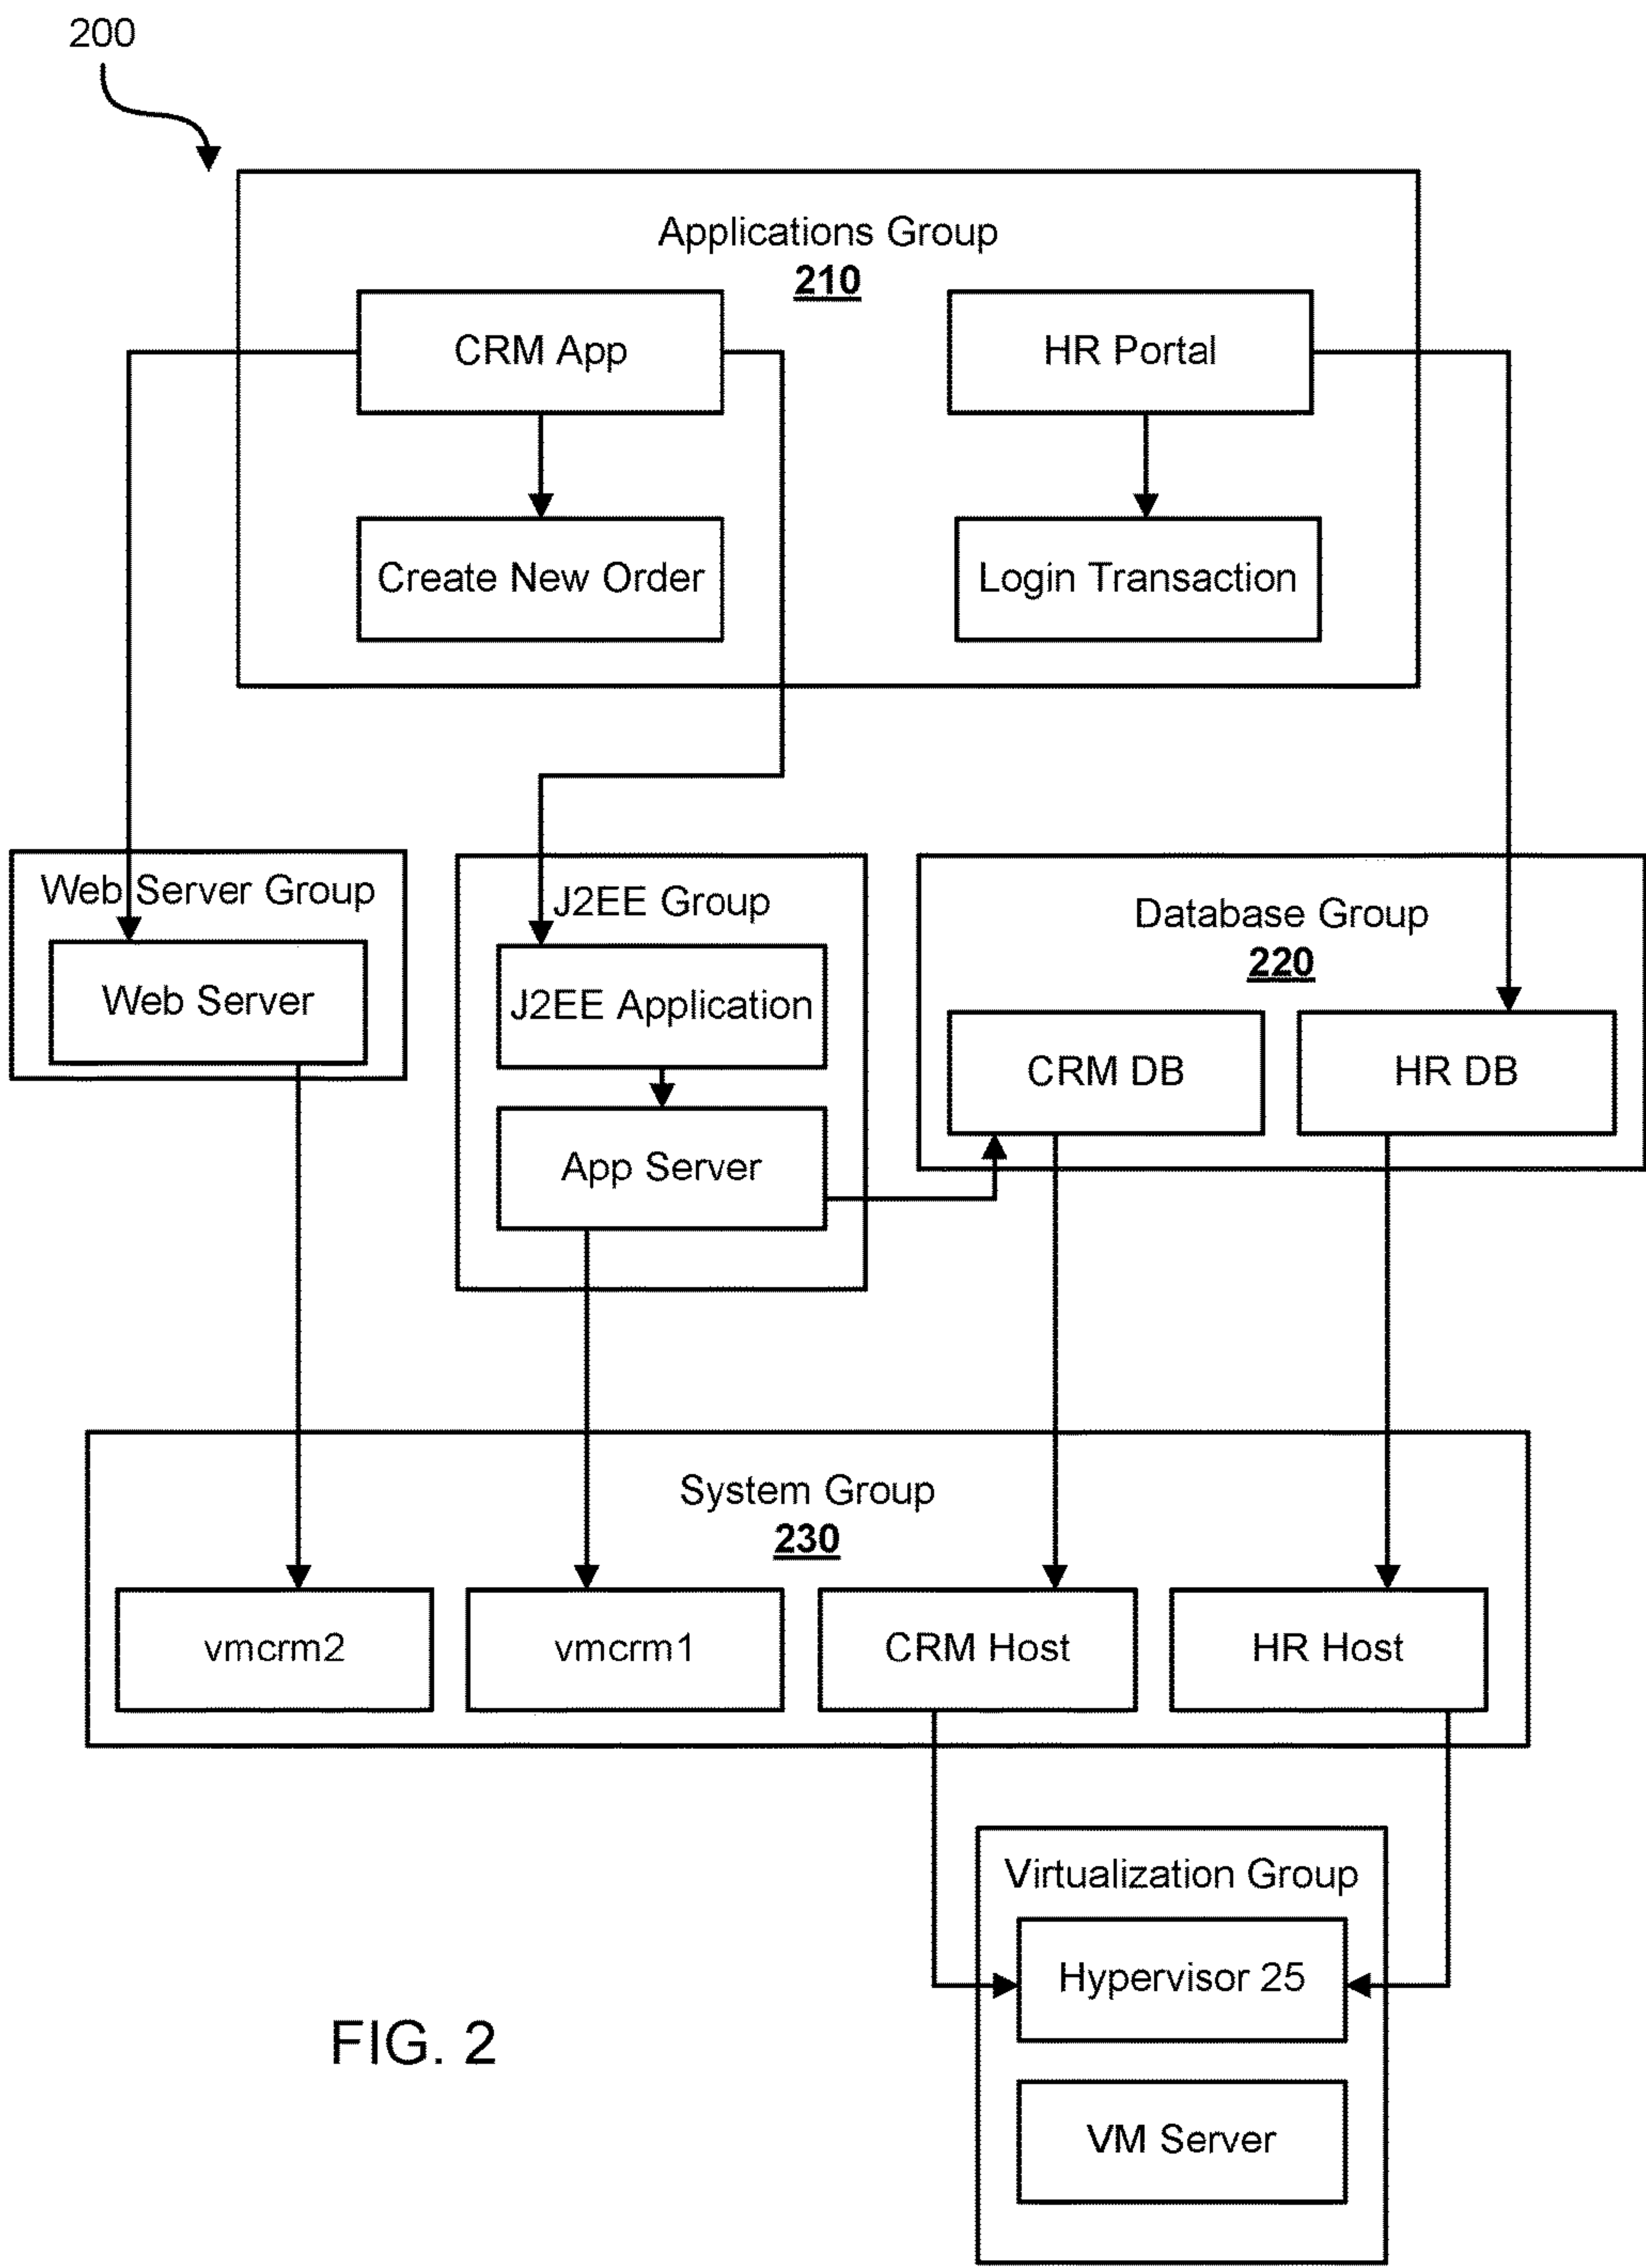 200
Applications Group
210
CRM App
HR Portal
Create New Order
Login Transaction
Web Server Group
Web Server
J2EE Group
J2EE Application
App Server
Database Group
220
CRM DB
HR DB
System Group
230
vmcrm2
vmcrm1
CRM Host
HR Host
Virtualization Group
Hypervisor 25
VM Server
FIG. 2